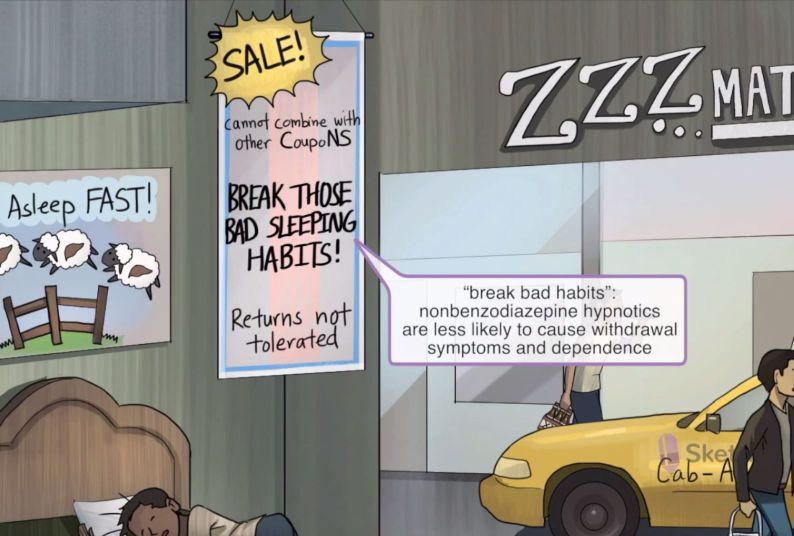 SALE!
Cannot combine with
other CoupoNS
ZZZ...MAT
Asleep FAST!
BREAK THOSE
BAD SLEEPING
HABITS!
"break bad habits":
nonbenzodiazepine hypnotics
are less likely to cause withdrawal
symptoms and dependence
Returns not
tolerated
Sket
Cab-A